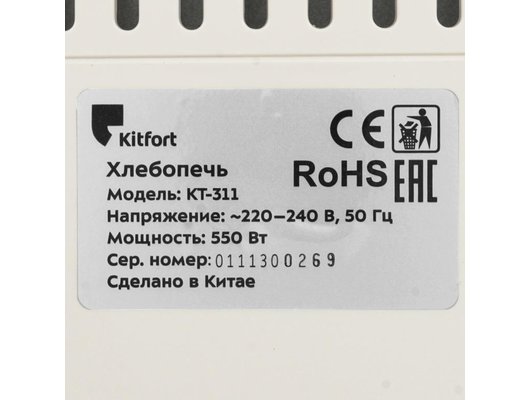 Kitfort
CE
Хлебопечь
RoHS EAC
Модель: КТ-311
Напряжение: ~220–240 В, 50 Гц
Мощность: 550 Вт
Сер. номер: 0111300269
Сделано в Китае